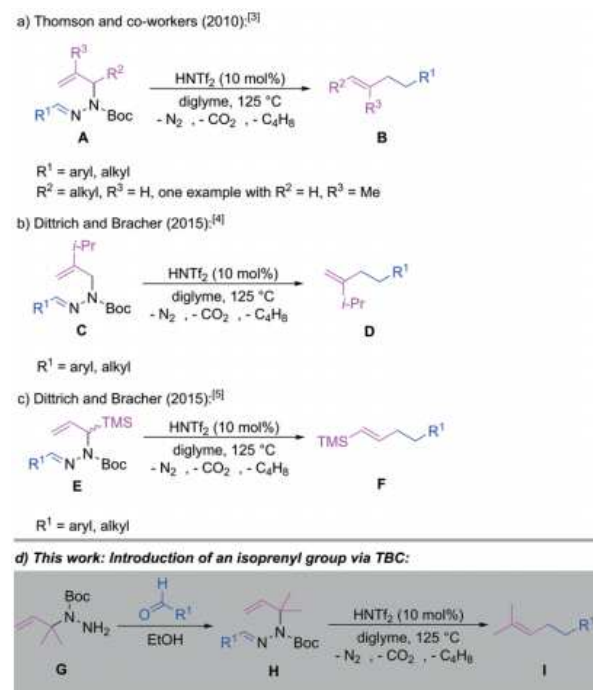 a) Thomson and co-workers (2010):[3]
R³
R²
R¹ N N Boc
A
HNTf₂ (10 mol%)
diglyme, 125 °C
- N₂ , - CO₂ , - C₄H₈
R² R³ R¹
B
R¹ = aryl, alkyl
R² = alkyl, R³ = H, one example with R² = H, R³ = Me
b) Dittrich and Bracher (2015):[4]
i-Pr
R¹ N N Boc
C
HNTf₂ (10 mol%)
diglyme, 125 °C
- N₂ , - CO₂ , - C₄H₈
R¹
i-Pr
D
R¹ = aryl, alkyl
c) Dittrich and Bracher (2015):[5]
TMS
R¹ N N Boc
E
HNTf₂ (10 mol%)
diglyme, 125 °C
- N₂ , - CO₂ , - C₄H₈
TMS R¹
F
R¹ = aryl, alkyl
d) This work: Introduction of an isoprenyl group via TBC:
Boc
N NH₂
G
H
O R¹
EtOH
R¹ N N Boc
H
HNTf₂ (10 mol%)
diglyme, 125 °C
- N₂ , - CO₂ , - C₄H₈
R¹
I